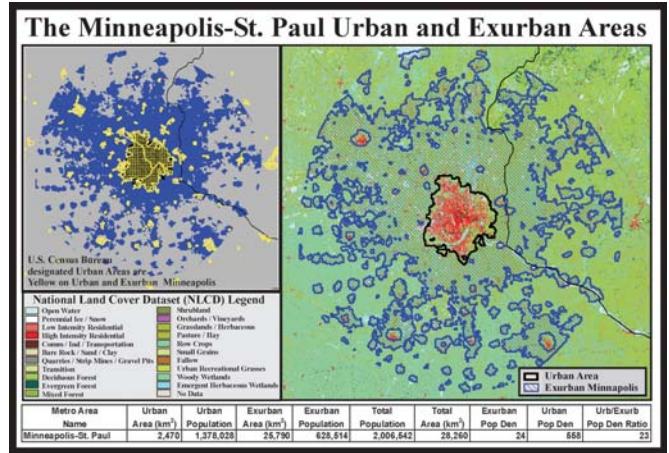 The Minneapolis-St. Paul Urban and Exurban Areas
U.S. Census Bureau
designated Urban Areas are
Yellow on Urban and Exurban Minneapolis
National Land Cover Dataset (NLCD) Legend
Open Water
Perennial Ice / Snow
Low Intensity Residential
High Intensity Residential
Comm / Ind / Transportation
Bare Rock / Sand / Clay
Quarries / Strip Mines / Gravel Pits
Transition
Deciduous Forest
Evergreen Forest
Mixed Forest
Shrubland
Orchards / Vineyards
Grasslands / Herbaceous
Pasture / Hay
Row Crops
Small Grains
Fallow
Urban Recreational Grasses
Woody Wetlands
Emergent Herbaceous Wetlands
No Data
Urban Area
Exurban Minnapolis
Metro Area Urban Urban Exurban Exurban Total Total Exurban Urban Urb/Exurb
Name Area (km²) Population Area (km²) Population Population Area (km²) Pop Den Pop Den Pop Den Ratio
Minneapolis-St. Paul 2,470 1,378,028 25,790 628,514 2,006,542 28,260 24 558 23